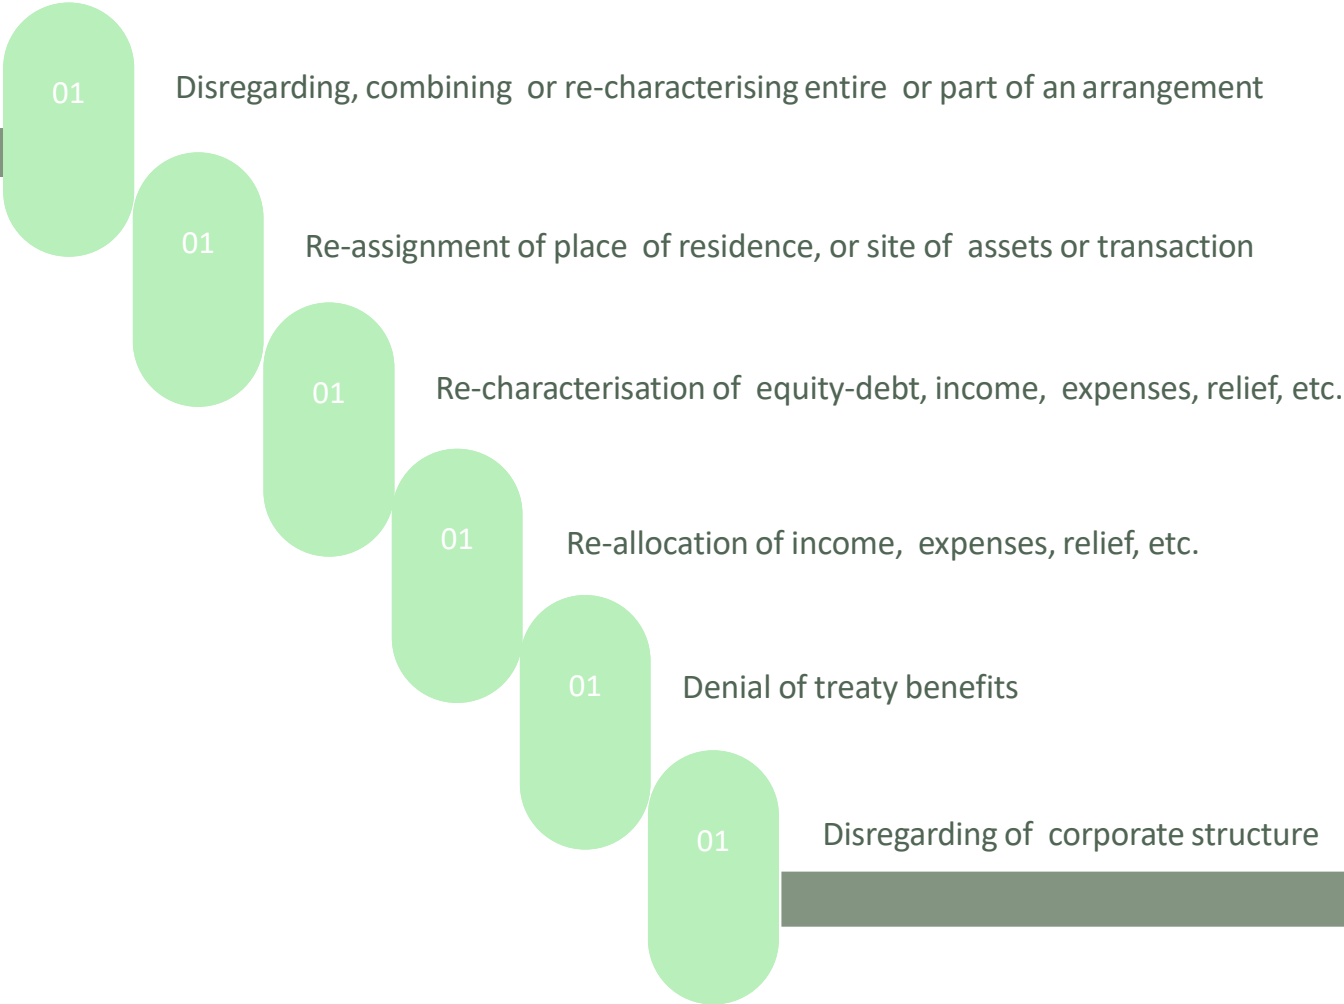 01
Disregarding, combining or re-characterising entire or part of an arrangement
01
Re-assignment of place of residence, or site of assets or transaction
01
Re-characterisation of equity-debt, income, expenses, relief, etc.
01
Re-allocation of income, expenses, relief, etc.
01
Denial of treaty benefits
01
Disregarding of corporate structure